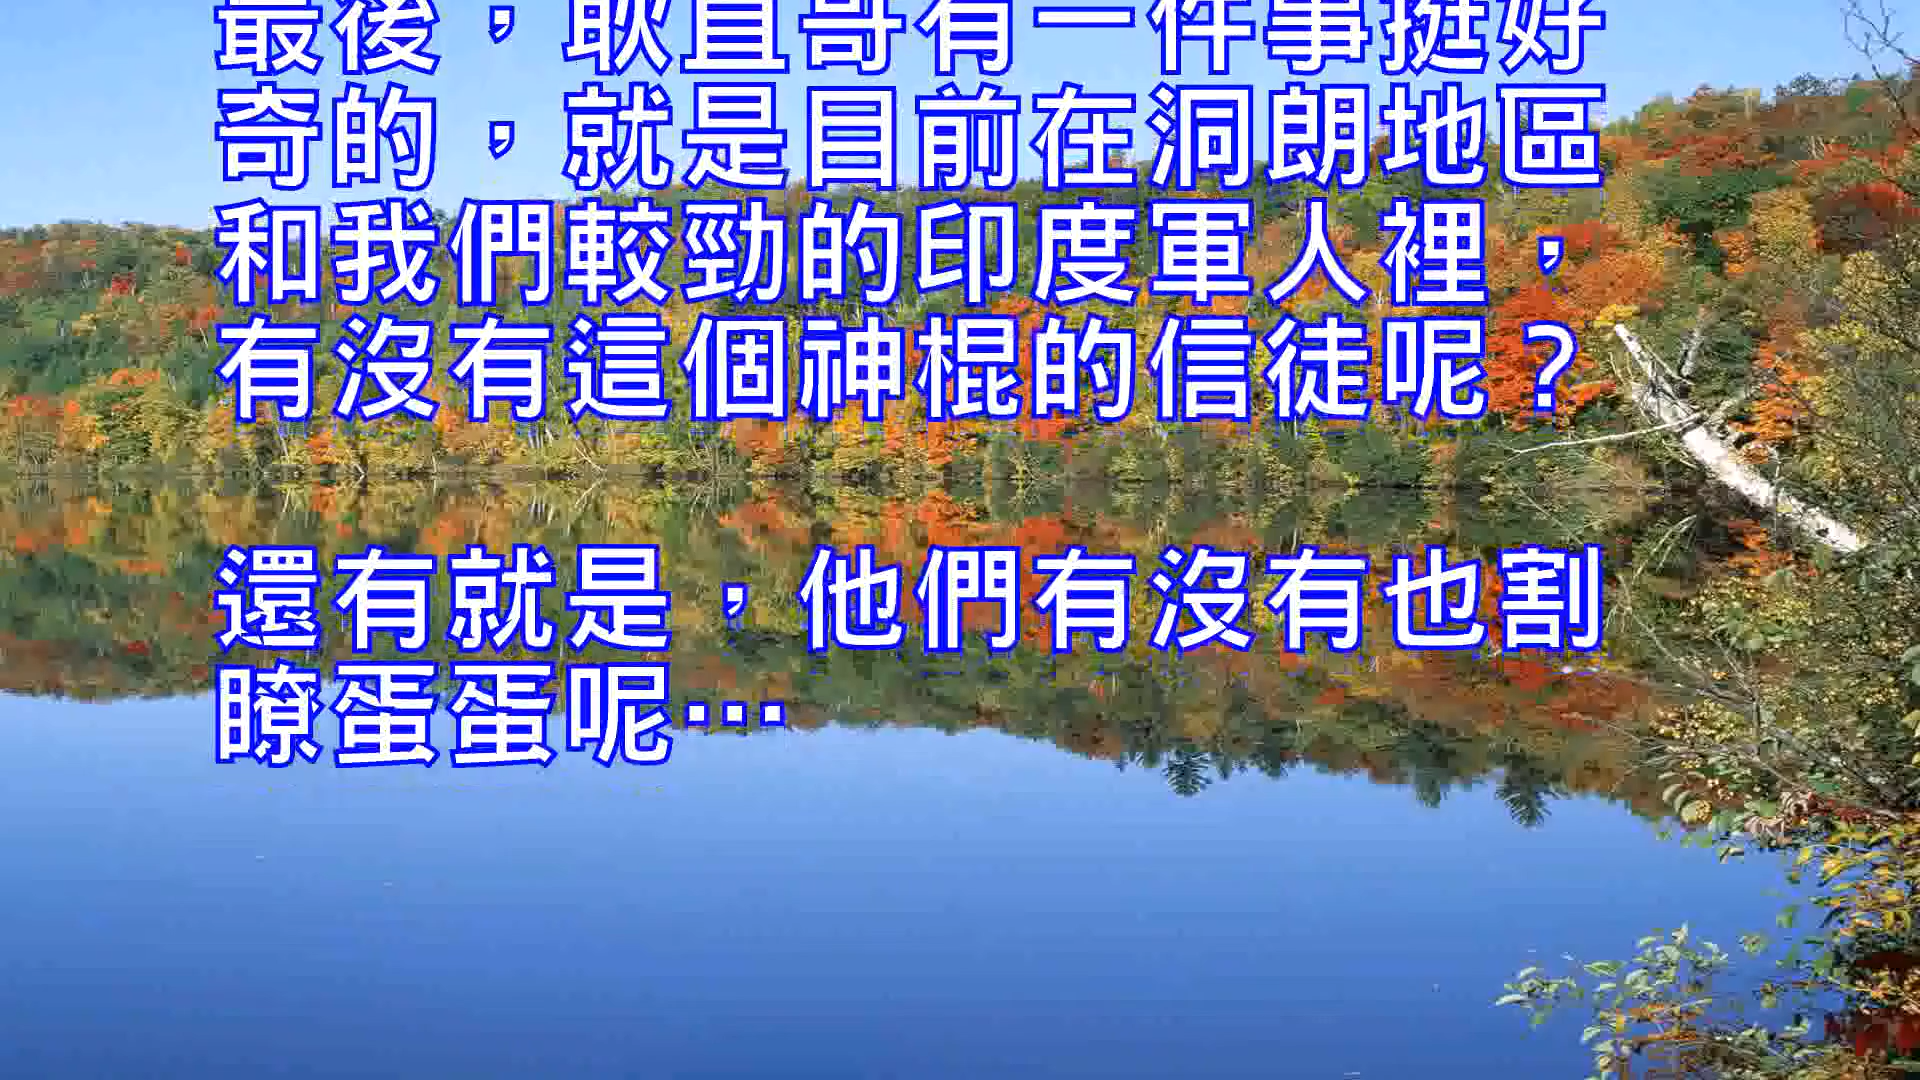 最後，耿直哥有一件事挺好
奇的，就是目前在洞朗地區
和我們較勁的印度軍人裡，
有沒有這個神棍的信徒呢？
還有就是，他們有沒有也割
瞭蛋蛋呢…